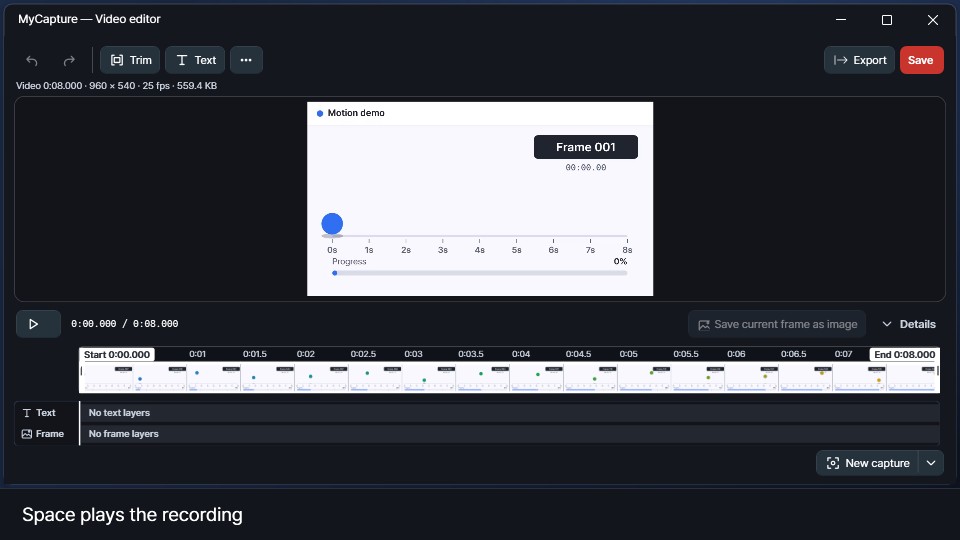 MyCapture — Video editor
Trim
Text
Export
Save
Video 0:08.000 · 960 × 540 · 25 fps · 559.4 KB
Motion demo
Frame 001
00:00.00
0s 1s 2s 3s 4s 5s 6s 7s 8s
Progress 0%
0:00.000 / 0:08.000
Save current frame as image
Details
Start 0:00.000 0:01 0:01.5 0:02 0:02.5 0:03 0:03.5 0:04 0:04.5 0:05 0:05.5 0:06 0:06.5 0:07 End 0:08.000
Text No text layers
Frame No frame layers
New capture
Space plays the recording